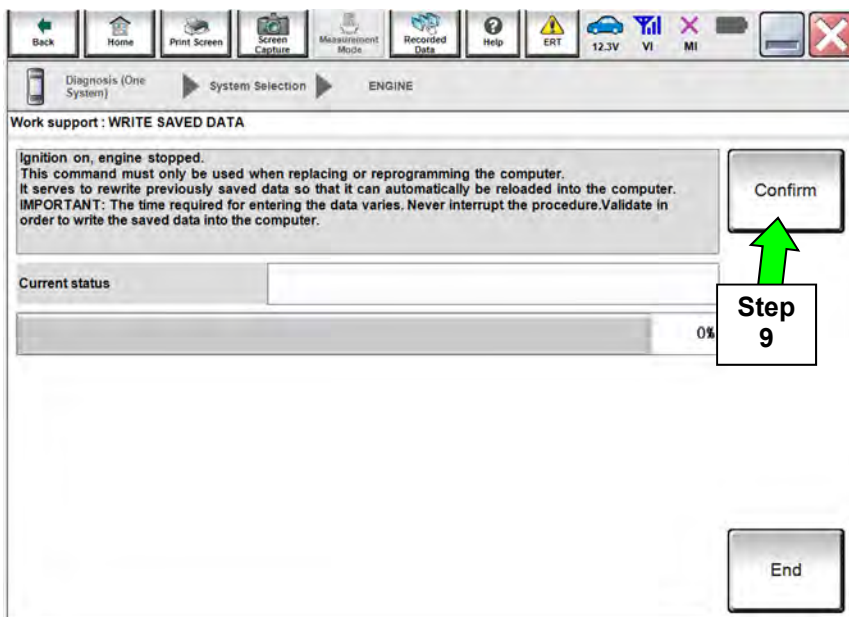 Back
Home
Print Screen
Screen
Capture
Measurement
Mode
Recorded
Data
Help
ERT
12.3V
VI
MI
Diagnosis (One
System)
System Selection
ENGINE
Work support : WRITE SAVED DATA
Ignition on, engine stopped.
This command must only be used when replacing or reprogramming the computer.
It serves to rewrite previously saved data so that it can automatically be reloaded into the computer.
IMPORTANT: The time required for entering the data varies. Never interrupt the procedure.Validate in
order to write the saved data into the computer.
Confirm
Current status
Step
9
0%
End